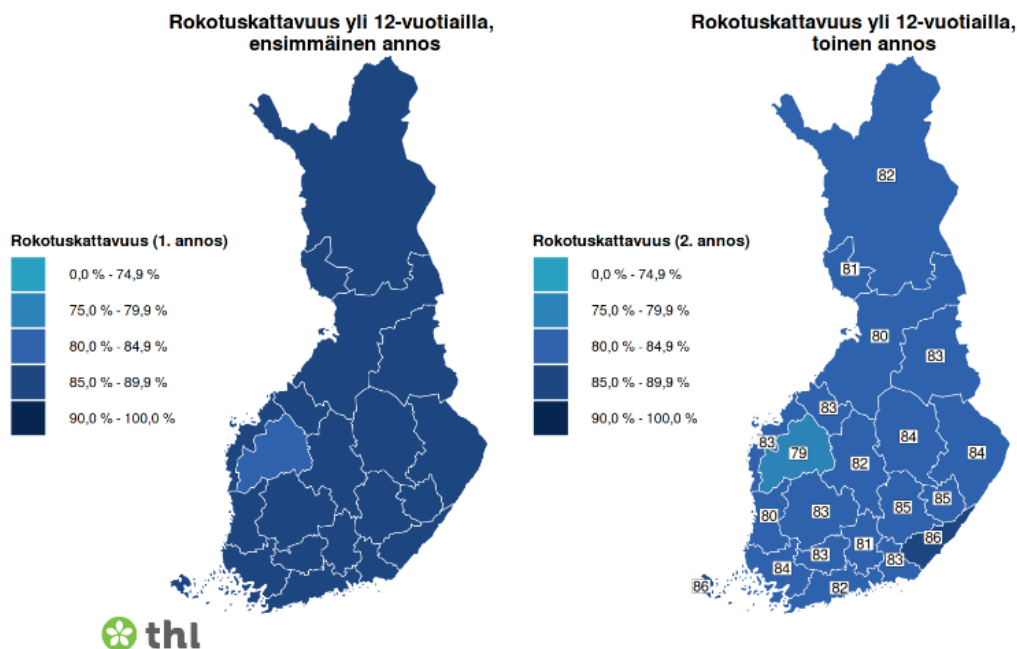 Rokotuskattavuus yli 12-vuotiailla,
ensimmäinen annos
Rokotuskattavuus (1. annos)
0,0 % - 74,9 %
75,0 % - 79,9 %
80,0 % - 84,9 %
85,0 % - 89,9 %
90,0 % - 100,0 %
thl
Rokotuskattavuus yli 12-vuotiailla,
toinen annos
Rokotuskattavuus (2. annos)
0,0 % - 74,9 %
75,0 % - 79,9 %
80,0 % - 84,9 %
85,0 % - 89,9 %
90,0 % - 100,0 %
82
81
80
83
83
84
83
79
82
84
85
85
80
83
86
81
83
83
84
86
82